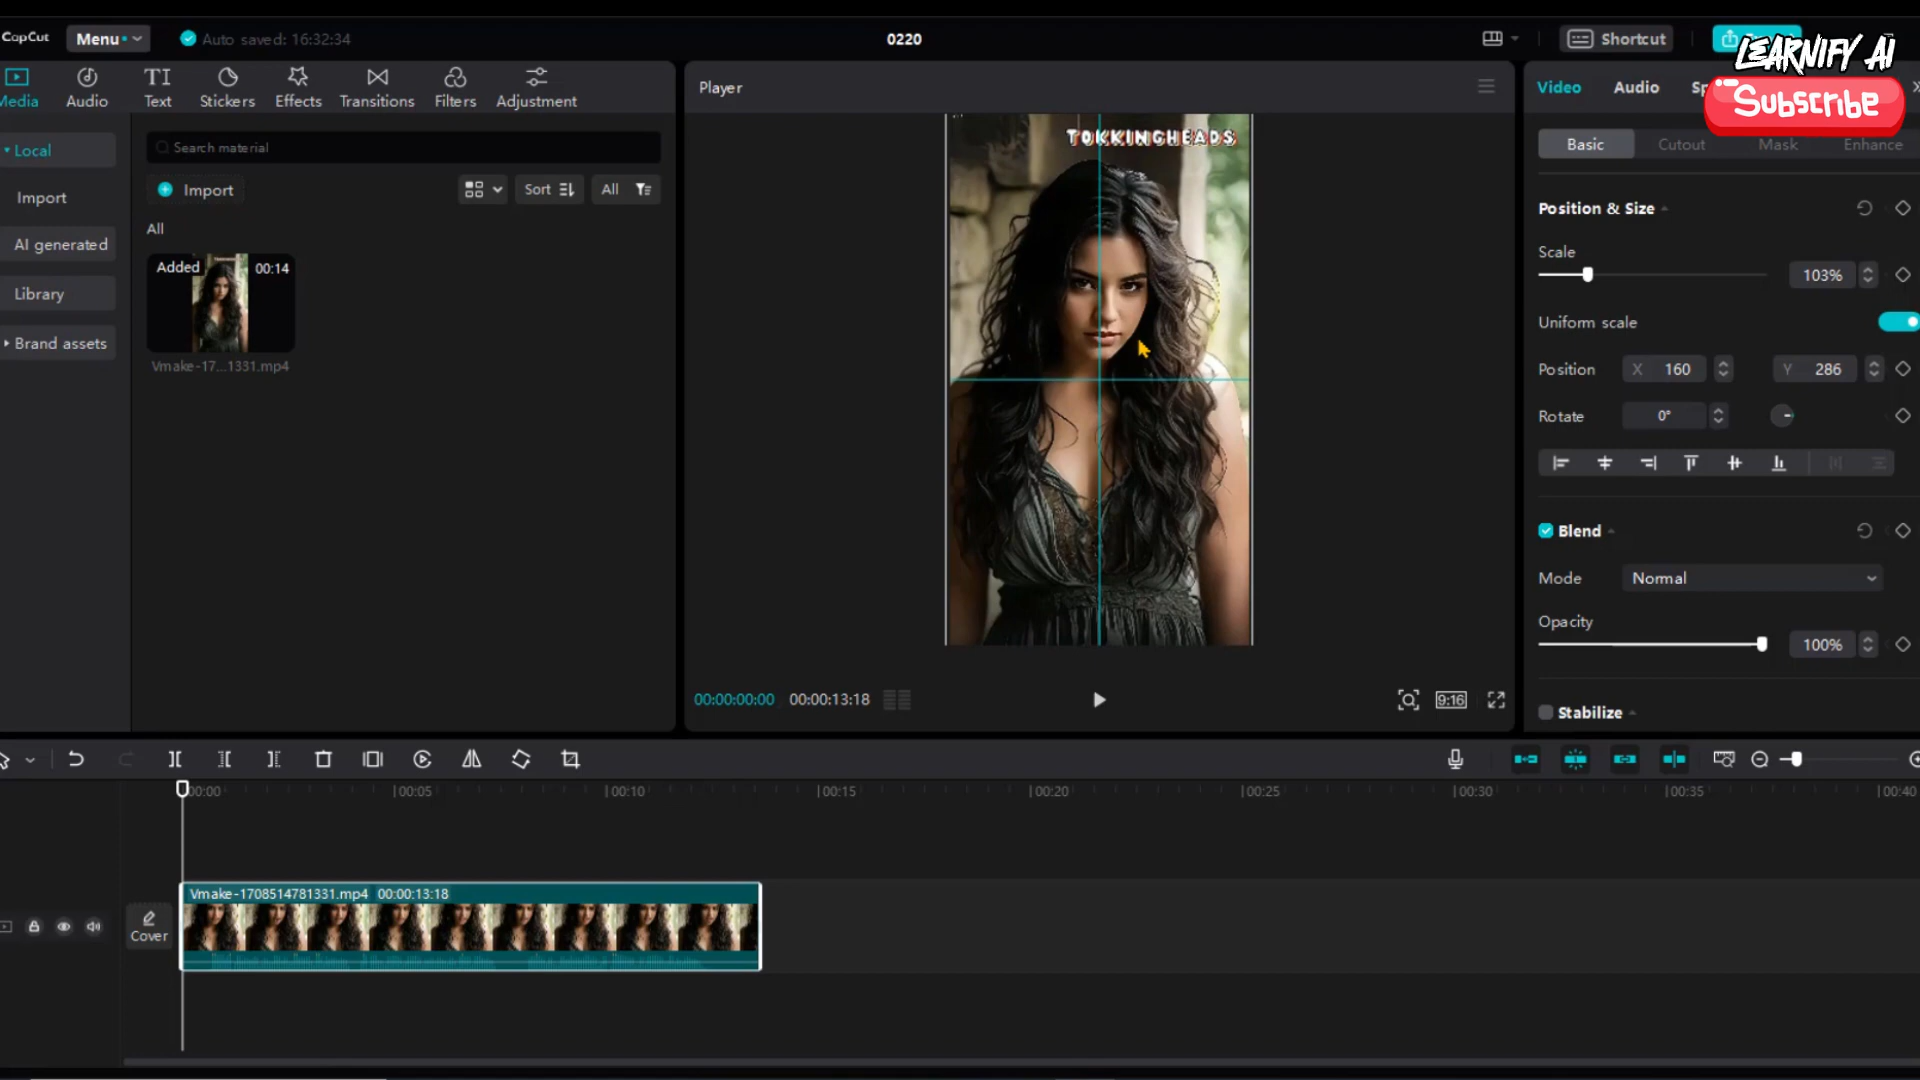 CapCut
Menu
Auto saved: 16:32:34
0220
Shortcut
LEARNIFY AI
Subscribe
Media
Audio
Text
Stickers
Effects
Transitions
Filters
Adjustment
Player
Video
Audio
Sp
Local
Search material
Basic
Cutout
Mask
Enhance
Import
Import
Sort
All
AI generated
All
Library
Added
00:14
Brand assets
Vmake-17...1331.mp4
TOKKINGHEADS
Position & Size
Scale
103%
Uniform scale
Position
X 160
Y 286
Rotate
0°
Blend
Mode
Normal
Opacity
100%
Stabilize
00:00:00:00
00:00:13:18
9:16
00:00
00:05
00:10
00:15
00:20
00:25
00:30
00:35
00:40
Vmake-1708514781331.mp4 00:00:13:18
Cover